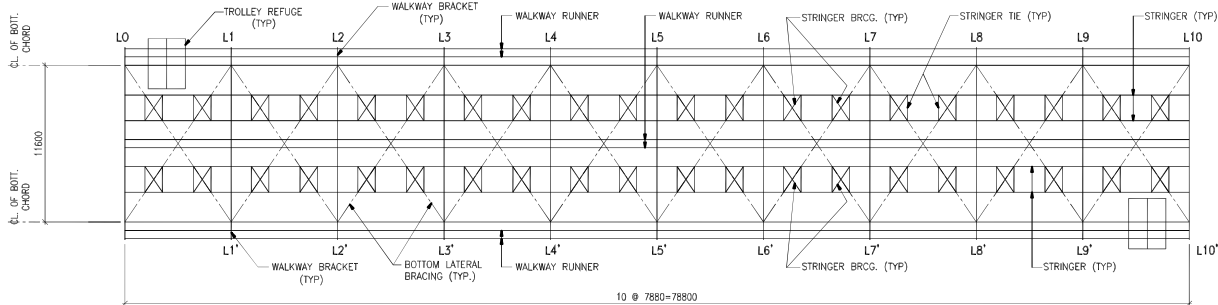 TROLLEY REFUGE
(TYP)
WALKWAY BRACKET
(TYP)
WALKWAY RUNNER
WALKWAY RUNNER
STRINGER BRCG. (TYP)
STRINGER TIE (TYP)
STRINGER (TYP)
L0
L1
L2
L3
L4
L5
L6
L7
L8
L9
L10
CL OF BOTT.
CHORD
11600
CL OF BOTT.
CHORD
L1'
L2'
L3'
L4'
L5'
L6'
L7'
L8'
L9'
L10'
WALKWAY BRACKET
(TYP)
BOTTOM LATERAL
BRACING (TYP.)
WALKWAY RUNNER
STRINGER BRCG. (TYP)
STRINGER (TYP)
10 @ 7880=78800